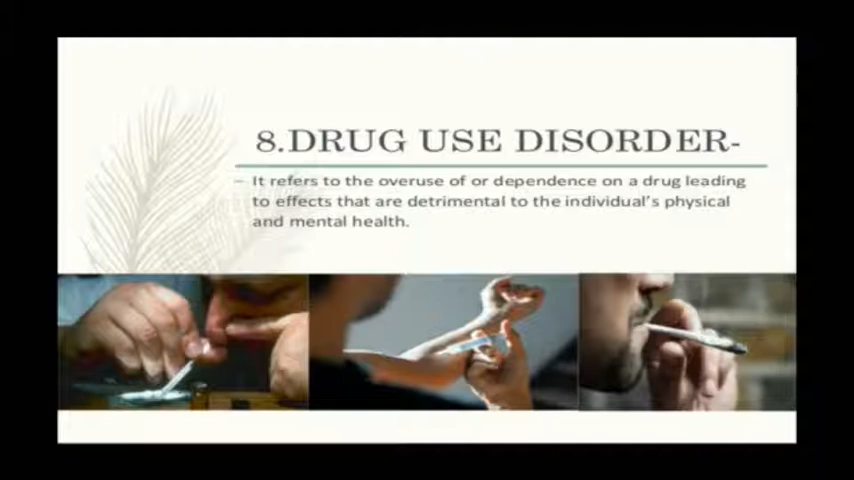 8.DRUG USE DISORDER-
– It refers to the overuse of or dependence on a drug leading
to effects that are detrimental to the individual's physical
and mental health.